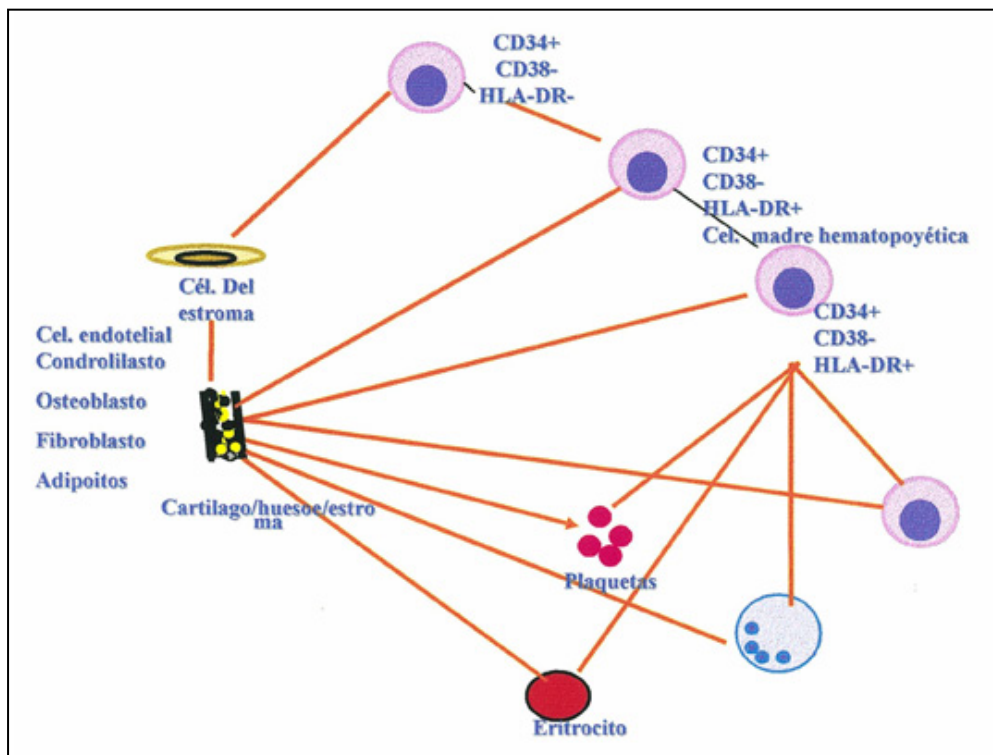 CD34+
CD38-
HLA-DR-
CD34+
CD38-
HLA-DR+
Cel. madre hematopoyética
Cél. Del
estroma
CD34+
CD38-
HLA-DR+
Cel. endotelial
Condrolilasto
Osteoblasto
Fibroblasto
Adipoitos
Cartilago/huesoe/estro
ma
Plaquetas
Eritrocito